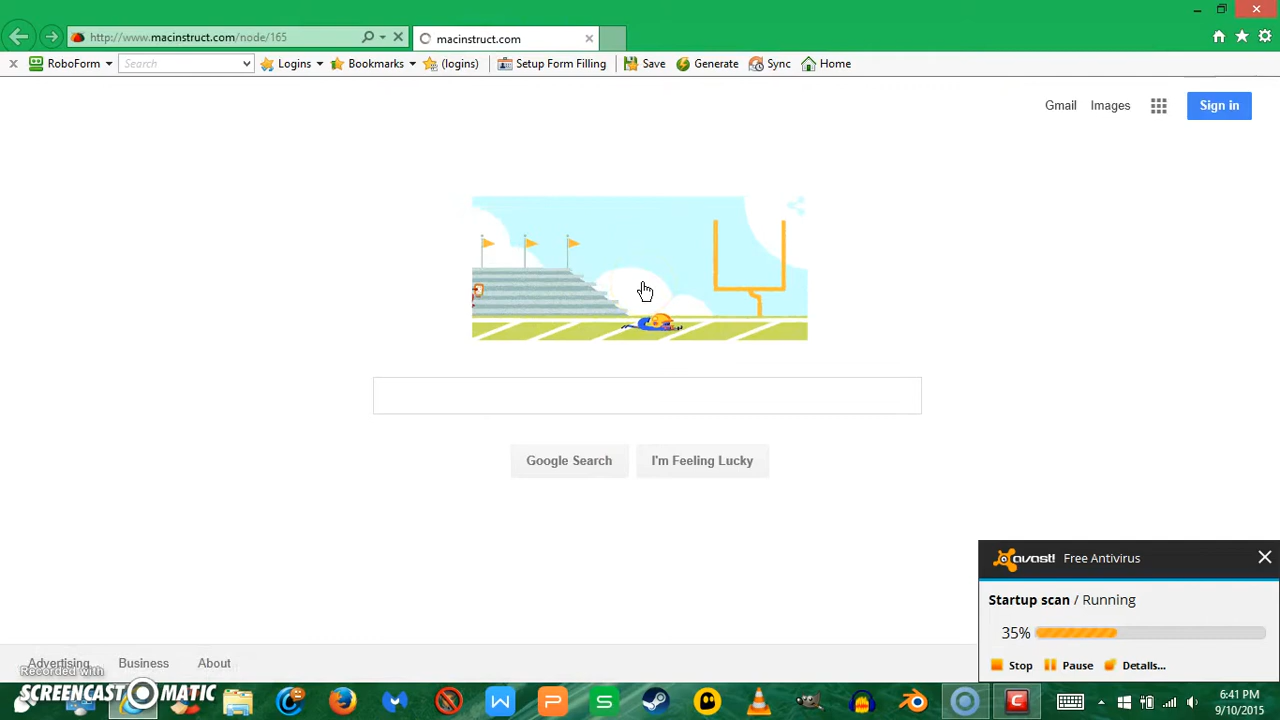 http://www.macinstruct.com/node/165
macinstruct.com
RoboForm
Search
Logins
Bookmarks
(logins)
Setup Form Filling
Save
Generate
Sync
Home
Gmail
Images
Sign in
Google Search
I'm Feeling Lucky
avast! Free Antivirus
Startup scan / Running
35%
Stop
Pause
Details...
Advertising
Business
About
Recorded with
SCREENCAST MATIC
6:41 PM
9/10/2015